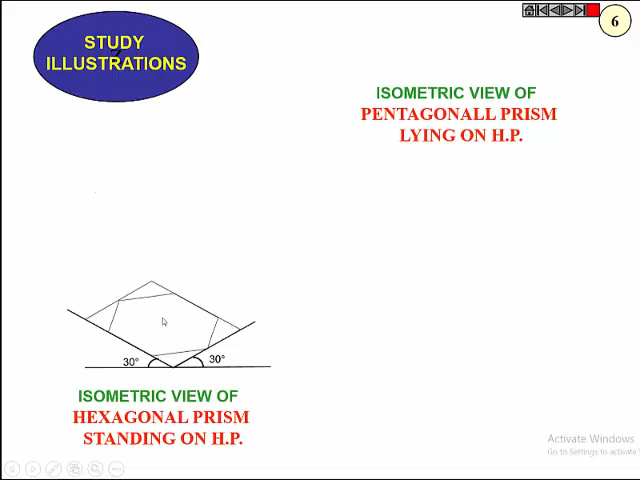 STUDY
ILLUSTRATIONS
6
ISOMETRIC VIEW OF
PENTAGONALL PRISM
LYING ON H.P.
30°
30°
ISOMETRIC VIEW OF
HEXAGONAL PRISM
STANDING ON H.P.
Activate Windows
Go to Settings to activate